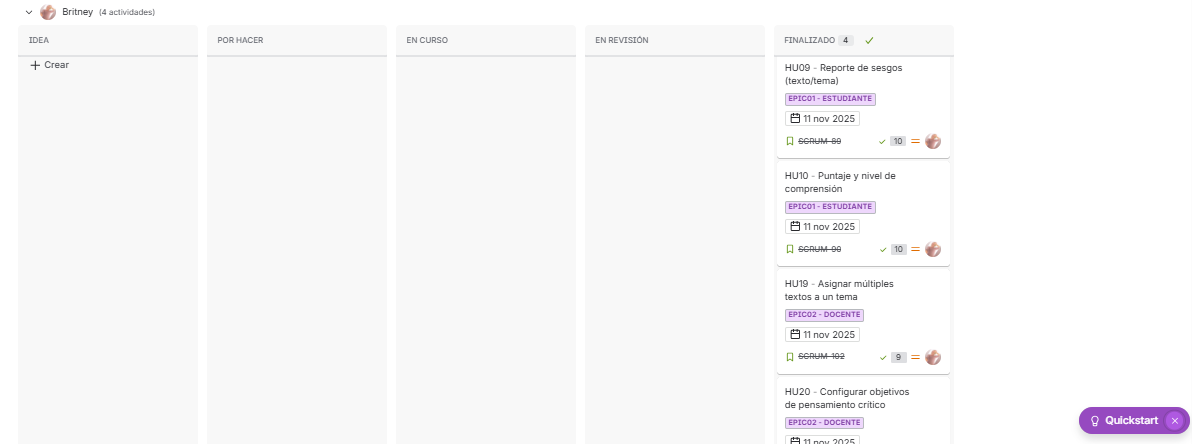 Britney (4 actividades)
IDEA
POR HACER
EN CURSO
EN REVISIÓN
FINALIZADO 4
Crear
HU09 - Reporte de sesgos
(texto/tema)
EPIC01 - ESTUDIANTE
11 nov 2025
SCRUM-89
10
HU10 - Puntaje y nivel de
comprensión
EPIC01 - ESTUDIANTE
11 nov 2025
SCRUM-90
10
HU19 - Asignar múltiples
textos a un tema
EPIC02 - DOCENTE
11 nov 2025
SCRUM-102
9
HU20 - Configurar objetivos
de pensamiento crítico
EPIC02 - DOCENTE
11 nov 2025
Quickstart